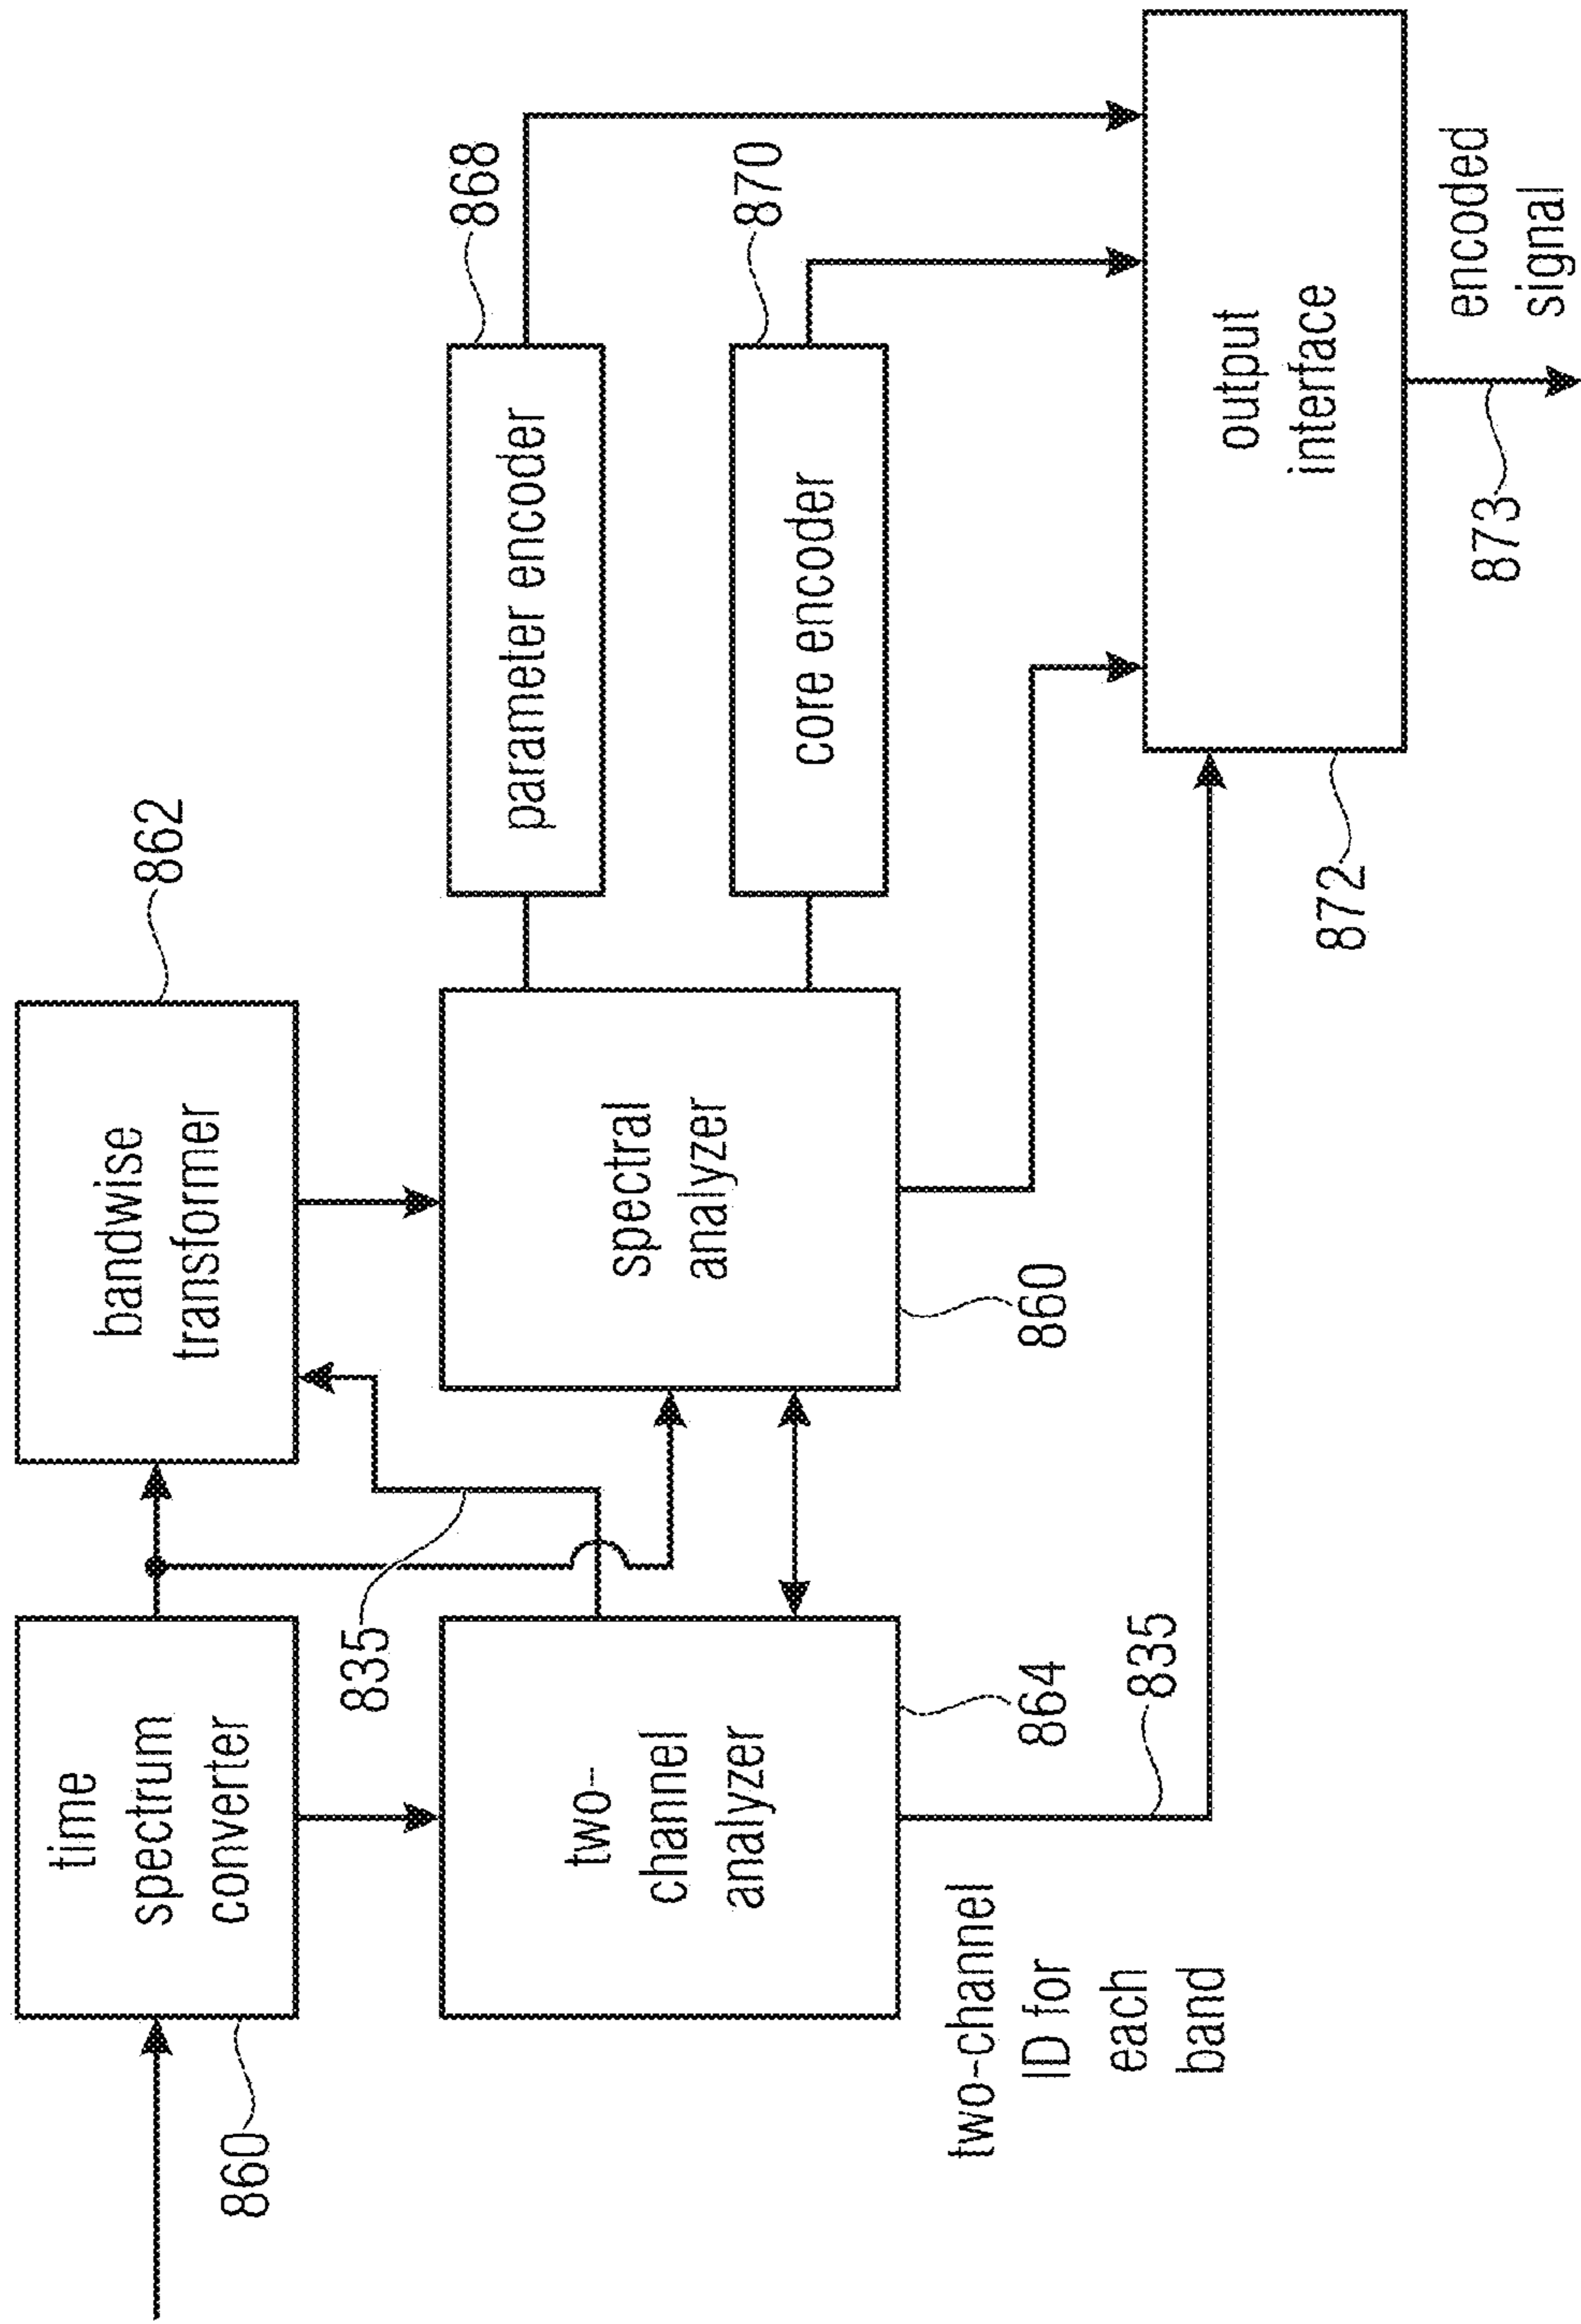 860
time
spectrum
converter
bandwise
transformer
862
835
two-
channel
analyzer
864
spectral
analyzer
860
parameter encoder
868
core encoder
870
two-channel
ID for
each
band
835
872
output
interface
873
encoded
signal